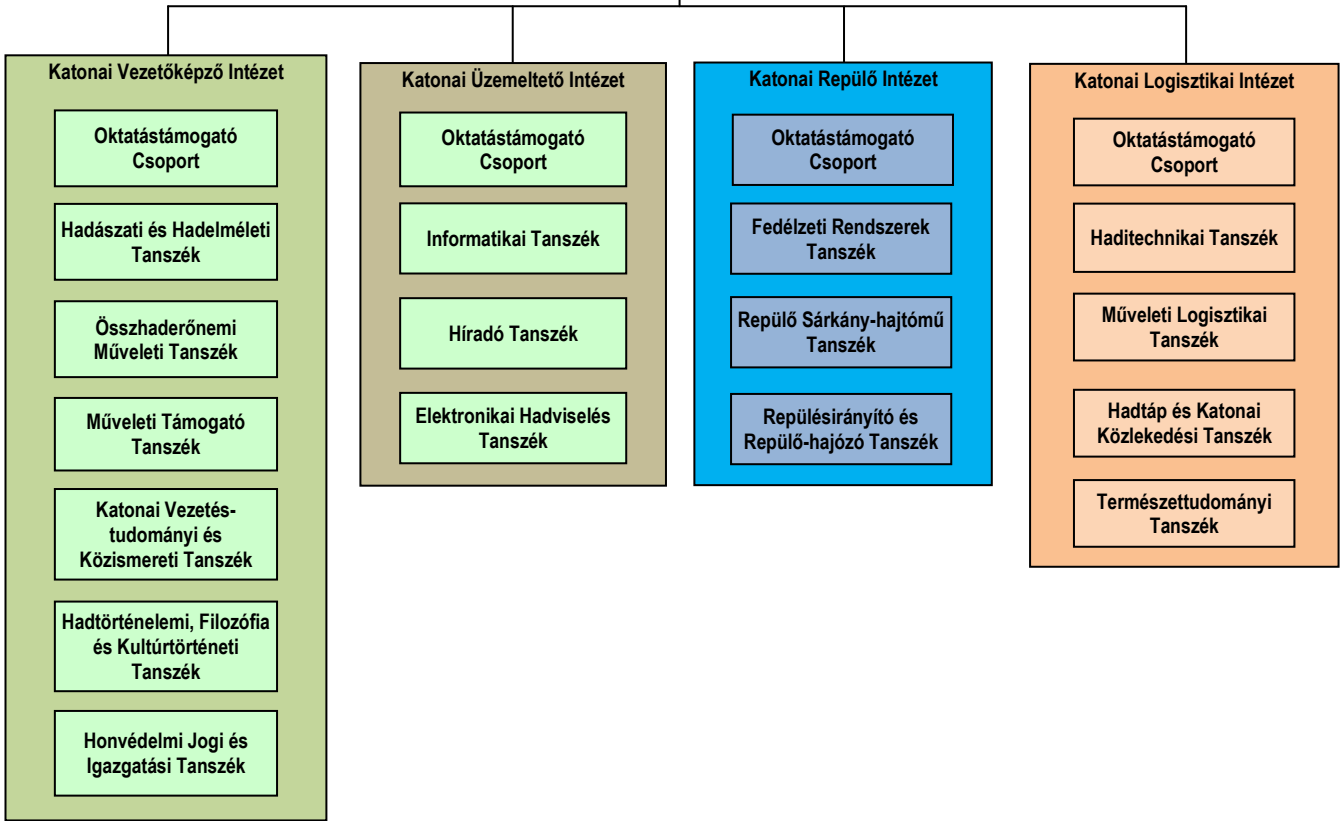 Katonai Vezetőképző Intézet
Oktatástámogató
Csoport
Hadászati és Hadelméleti
Tanszék
Összhaderőnemi
Műveleti Tanszék
Műveleti Támogató
Tanszék
Katonai Vezetés-
tudományi és
Közismereti Tanszék
Hadtörténelemi, Filozófia
és Kultúrtörténeti
Tanszék
Honvédelmi Jogi és
Igazgatási Tanszék
Katonai Üzemeltető Intézet
Oktatástámogató
Csoport
Informatikai Tanszék
Híradó Tanszék
Elektronikai Hadviselés
Tanszék
Katonai Repülő Intézet
Oktatástámogató
Csoport
Fedélzeti Rendszerek
Tanszék
Repülő Sárkány-hajtómű
Tanszék
Repülésirányító és
Repülő-hajózó Tanszék
Katonai Logisztikai Intézet
Oktatástámogató
Csoport
Haditechnikai Tanszék
Műveleti Logisztikai
Tanszék
Hadtáp és Katonai
Közlekedési Tanszék
Természettudományi
Tanszék